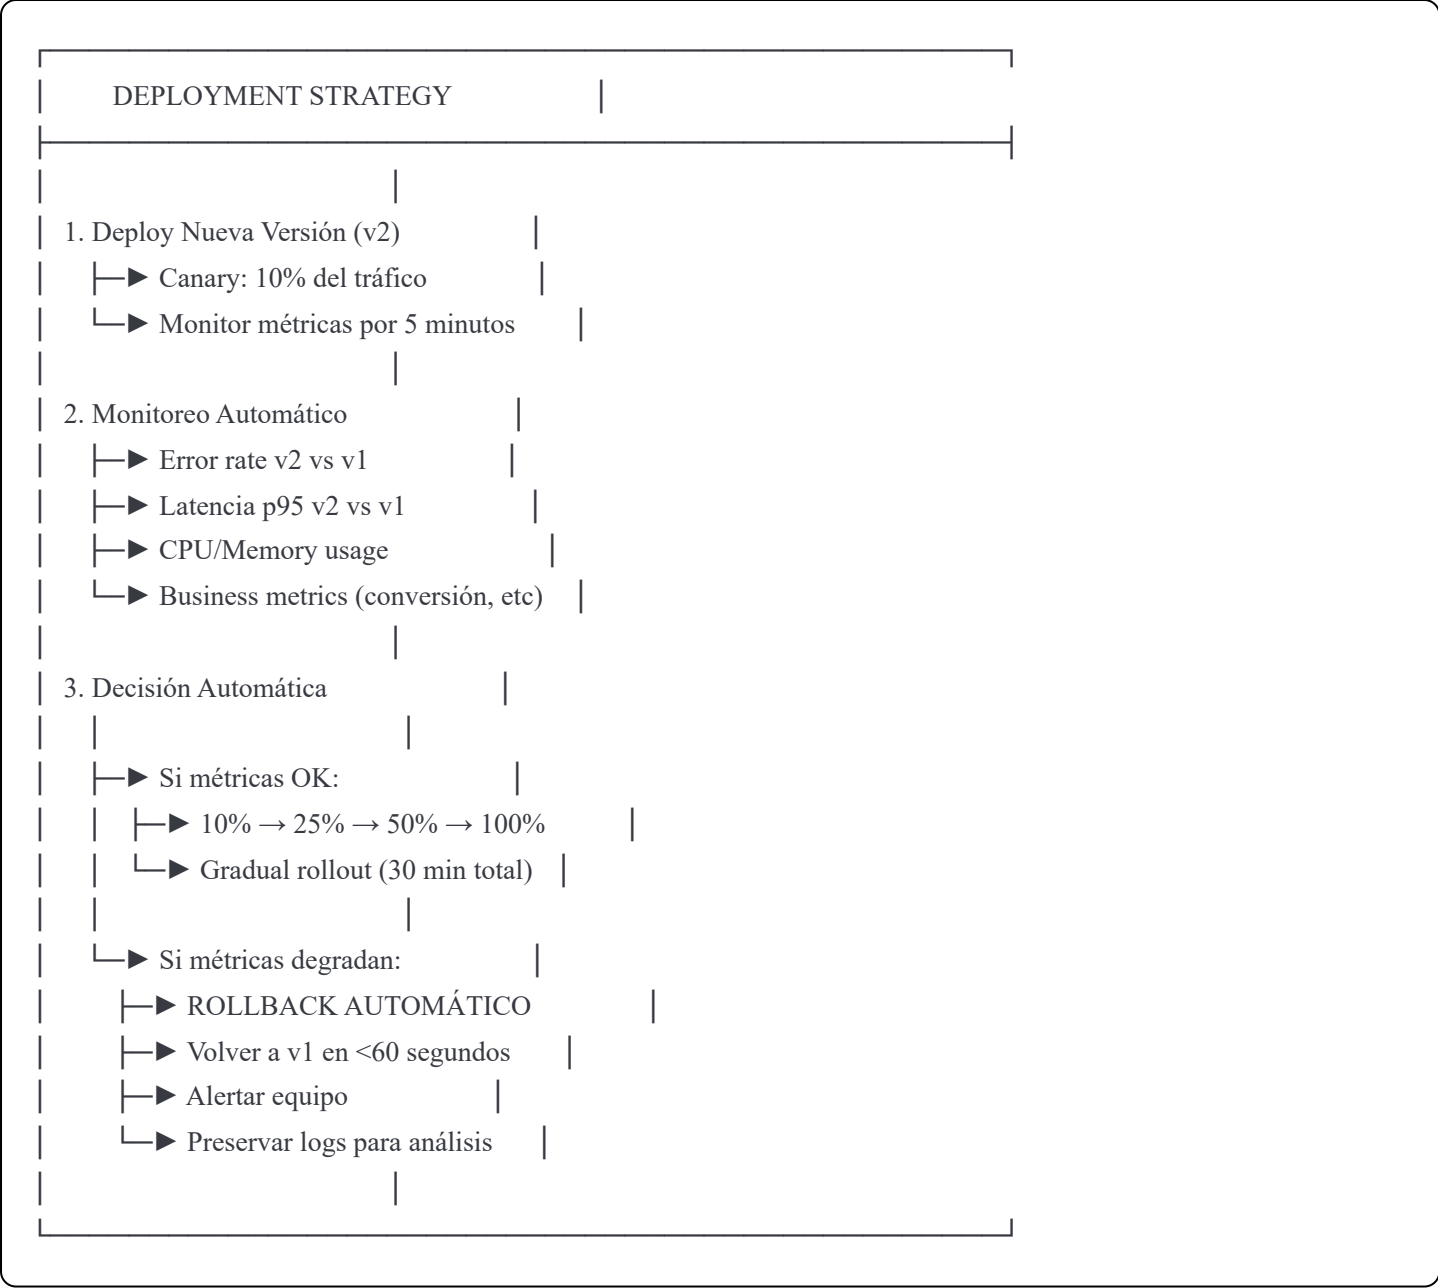 DEPLOYMENT STRATEGY
1. Deploy Nueva Versión (v2)
├─► Canary: 10% del tráfico
└─► Monitor métricas por 5 minutos
2. Monitoreo Automático
├─► Error rate v2 vs v1
├─► Latencia p95 v2 vs v1
├─► CPU/Memory usage
└─► Business metrics (conversión, etc)
3. Decisión Automática
├─► Si métricas OK:
│ ├─► 10% → 25% → 50% → 100%
│ └─► Gradual rollout (30 min total)
└─► Si métricas degradan:
├─► ROLLBACK AUTOMÁTICO
├─► Volver a v1 en <60 segundos
├─► Alertar equipo
└─► Preservar logs para análisis